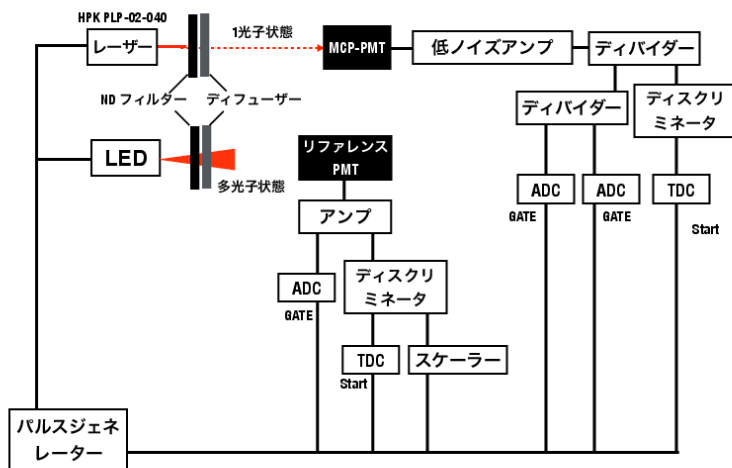 HPK PLP-02-040
レーザー
1光子状態
MCP-PMT
低ノイズアンプ
ディバイダー
NDフィルター
ディフューザー
ディバイダー
ディスクリ
ミネータ
LED
多光子状態
リファレンス
PMT
アンプ
ADC
GATE
ADC
GATE
TDC
Start
ADC
GATE
ディスクリ
ミネータ
TDC
Start
スケーラー
パルスジェネ
レーター